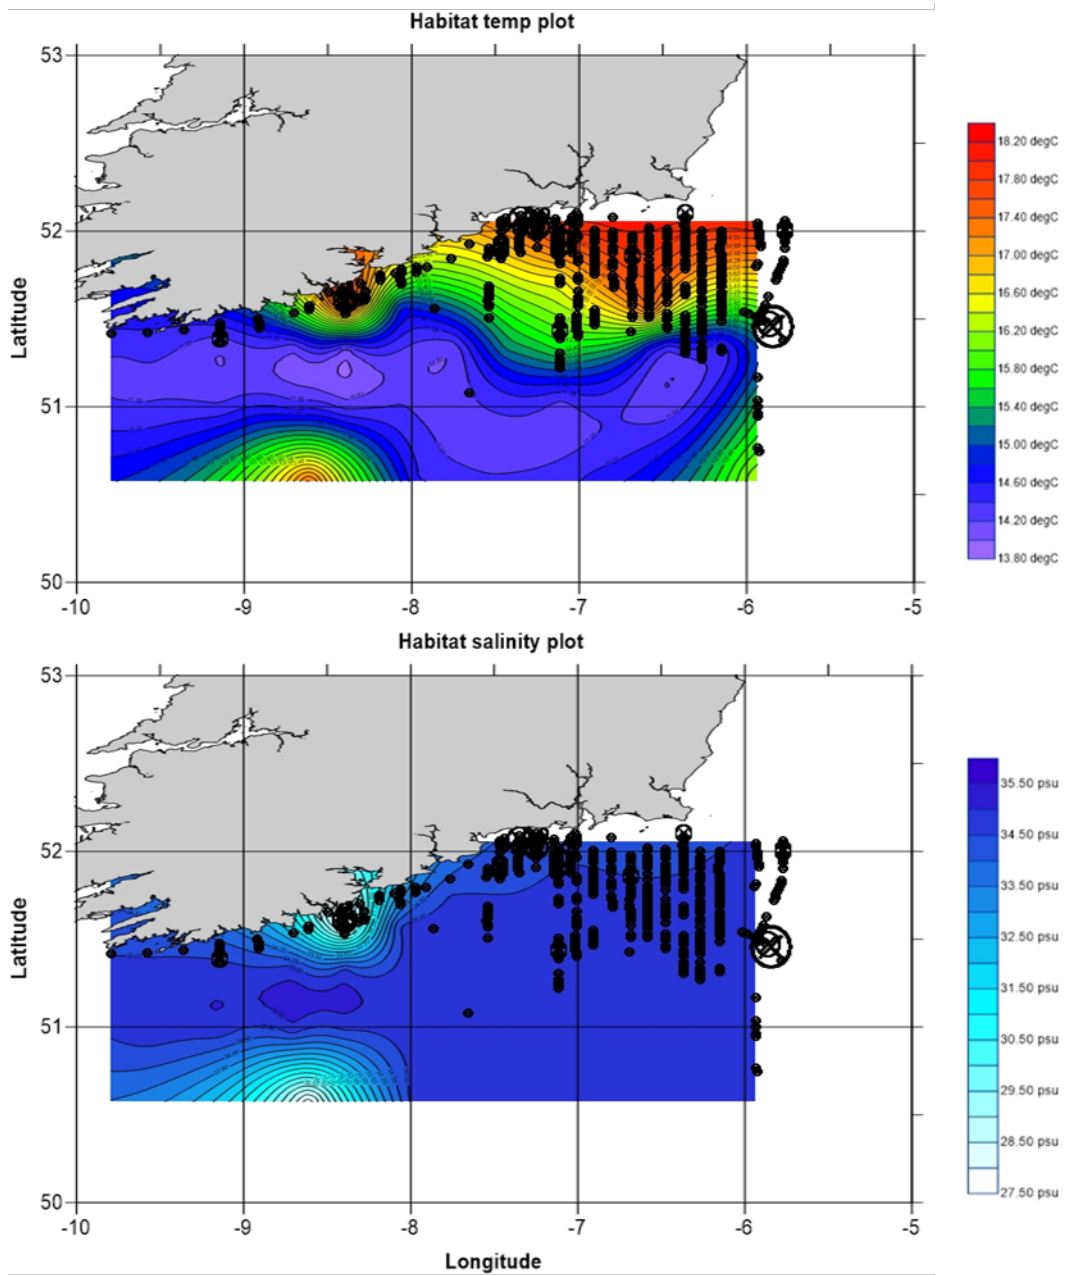 Habitat temp plot
53
52
51
50
Latitude
-10 -9 -8 -7 -6 -5
18.20 degC
17.80 degC
17.40 degC
17.00 degC
16.60 degC
16.20 degC
15.80 degC
15.40 degC
15.00 degC
14.60 degC
14.20 degC
13.80 degC
Habitat salinity plot
53
52
51
50
Latitude
-10 -9 -8 -7 -6 -5
Longitude
35.50 psu
34.50 psu
33.50 psu
32.50 psu
31.50 psu
30.50 psu
29.50 psu
28.50 psu
27.50 psu